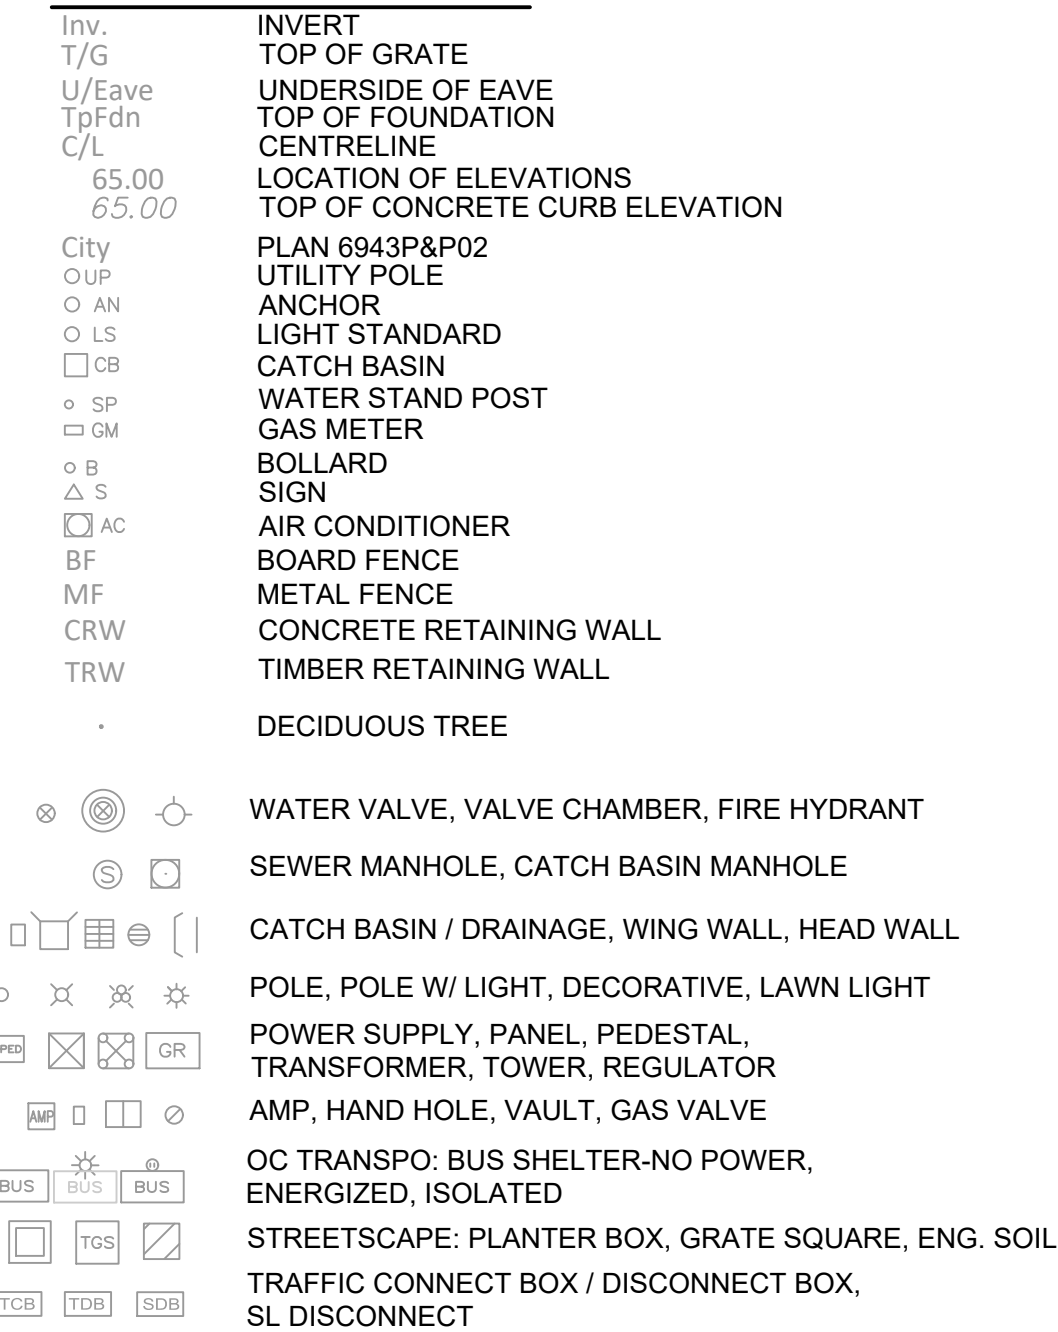 Inv. INVERT
T/G TOP OF GRATE
U/Eave UNDERSIDE OF EAVE
TpFdn TOP OF FOUNDATION
C/L CENTRELINE
65.00 LOCATION OF ELEVATIONS
65.00 TOP OF CONCRETE CURB ELEVATION
City PLAN 6943P&P02
UP UTILITY POLE
AN ANCHOR
LS LIGHT STANDARD
CB CATCH BASIN
SP WATER STAND POST
GM GAS METER
B BOLLARD
S SIGN
AC AIR CONDITIONER
BF BOARD FENCE
MF METAL FENCE
CRW CONCRETE RETAINING WALL
TRW TIMBER RETAINING WALL
DECIDUOUS TREE
WATER VALVE, VALVE CHAMBER, FIRE HYDRANT
S SEWER MANHOLE, CATCH BASIN MANHOLE
CATCH BASIN / DRAINAGE, WING WALL, HEAD WALL
POLE, POLE W/ LIGHT, DECORATIVE, LAWN LIGHT
PED GR POWER SUPPLY, PANEL, PEDESTAL,
TRANSFORMER, TOWER, REGULATOR
AMP AMP, HAND HOLE, VAULT, GAS VALVE
BUS BUS BUS OC TRANSPO: BUS SHELTER-NO POWER,
ENERGIZED, ISOLATED
TGS STREETSCAPE: PLANTER BOX, GRATE SQUARE, ENG. SOIL
TCB TDB SDB TRAFFIC CONNECT BOX / DISCONNECT BOX,
SL DISCONNECT